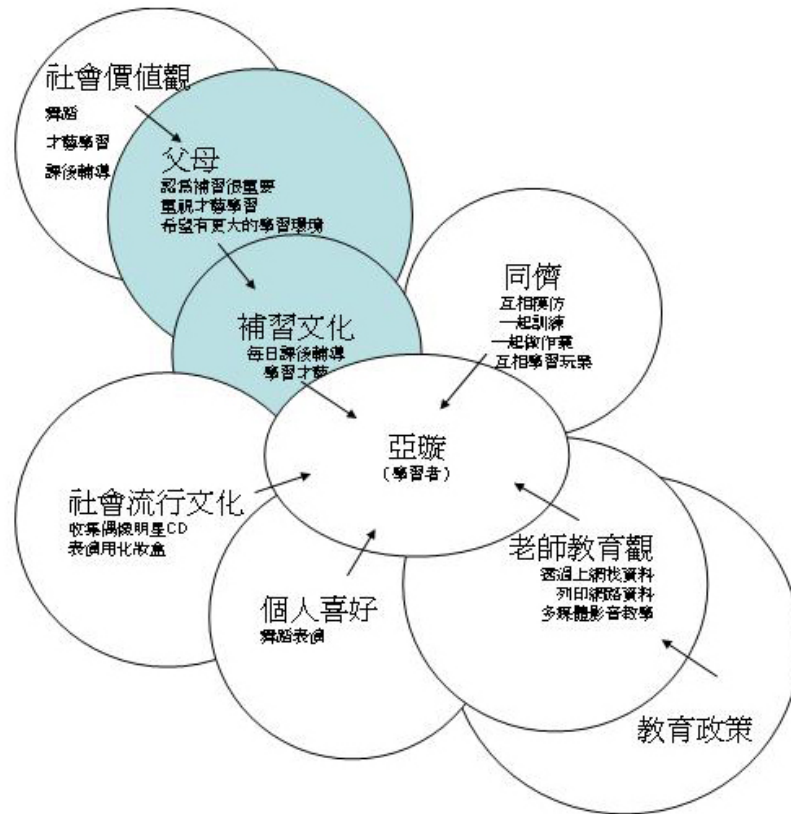 社會價值觀
舞蹈
才藝學習
課後輔導
父母
認為補習很重要
重視才藝學習
希望有更大的學習環境
補習文化
每日課後輔導
學習才藝
同儕
互相模仿
一起訓練
一起做作業
互相學習玩樂
亞璇
(學習者)
社會流行文化
收集偶像明星CD
表演用化妝盒
個人喜好
舞蹈表演
老師教育觀
透過上網找資料
列印網路資料
多媒體影音教學
教育政策